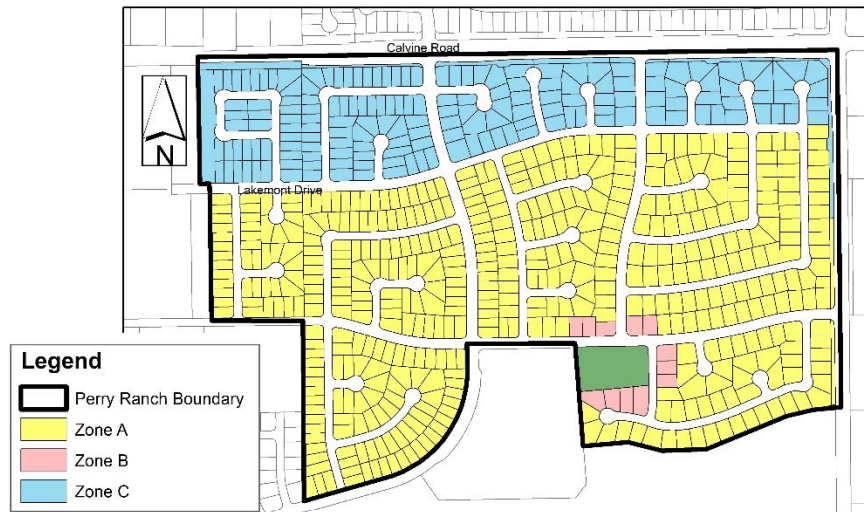 Calvine Road
N
Lakemont Drive
Legend
Perry Ranch Boundary
Zone A
Zone B
Zone C